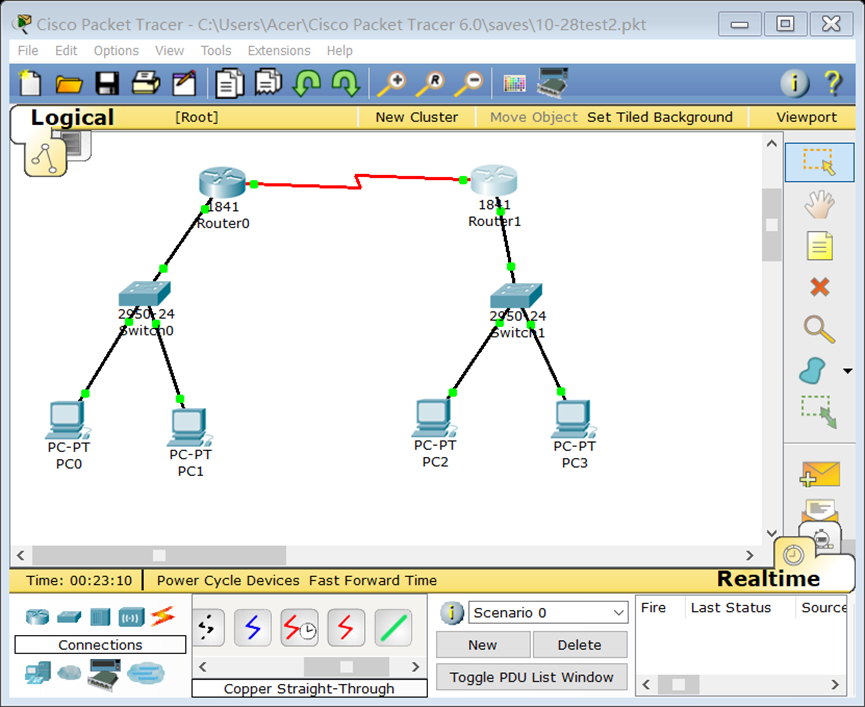 Cisco Packet Tracer - C:\Users\Acer\Cisco Packet Tracer 6.0\saves\10-28test2.pkt
File Edit Options View Tools Extensions Help
R i ?
Logical [Root] New Cluster Move Object Set Tiled Background Viewport
1841
Router0
1841
Router1
2950-24
Switch0
2950-24
Switch1
PC-PT
PC0
PC-PT
PC1
PC-PT
PC2
PC-PT
PC3
Time: 00:23:10 Power Cycle Devices Fast Forward Time Realtime
Connections
Copper Straight-Through
i Scenario 0
New Delete
Toggle PDU List Window
Fire Last Status Source